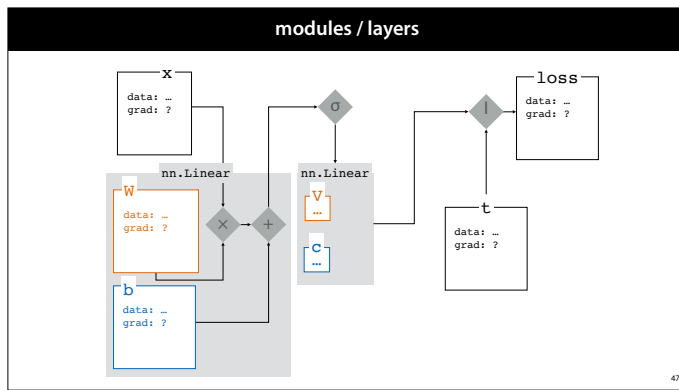 modules / layers
x
data: …
grad: ?
nn.Linear
W
data: …
grad: ?
×
+
b
data: …
grad: ?
σ
nn.Linear
V
…
c
…
l
loss
data: …
grad: ?
t
data: …
grad: ?
47